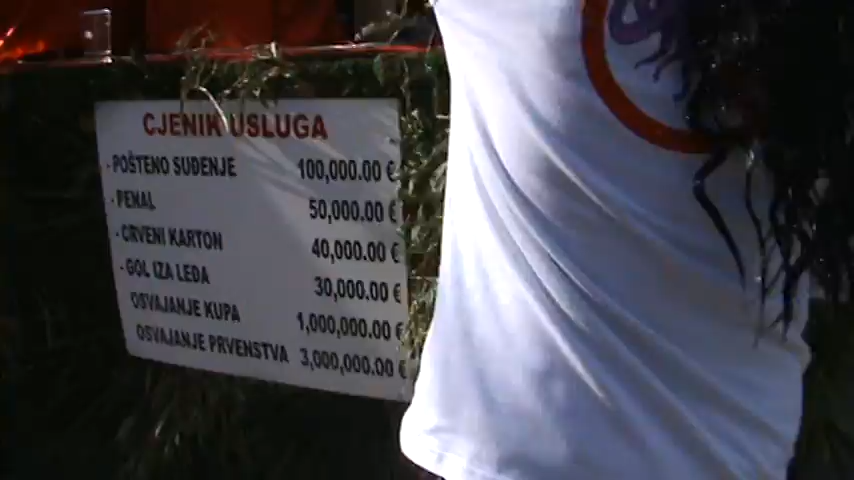 CJENIK USLUGA
- POŠTENO SUĐENJE 100,000.00 €
- PENAL 50,000.00 €
- CRVENI KARTON 40,000.00 €
- GOL IZA LEĐA 30,000.00 €
OSVAJANJE KUPA 1,000,000.00 €
OSVAJANJE PRVENSTVA 3,000,000.00 €